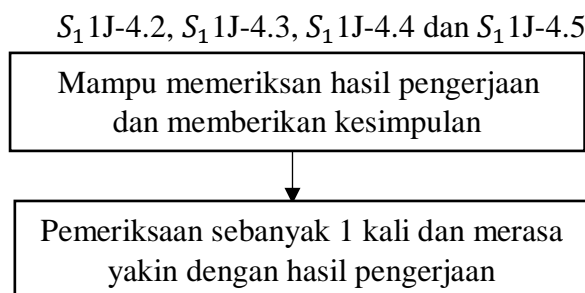 S₁1J-4.2, S₁1J-4.3, S₁1J-4.4 dan S₁1J-4.5
Mampu memeriksan hasil pengerjaan
dan memberikan kesimpulan
Pemeriksaan sebanyak 1 kali dan merasa
yakin dengan hasil pengerjaan